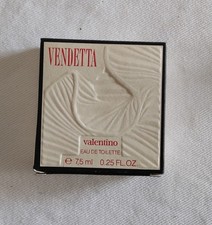 VENDETTA
valentino
EAU DE TOILETTE
℮ 7,5 ml 0.25 FL.OZ